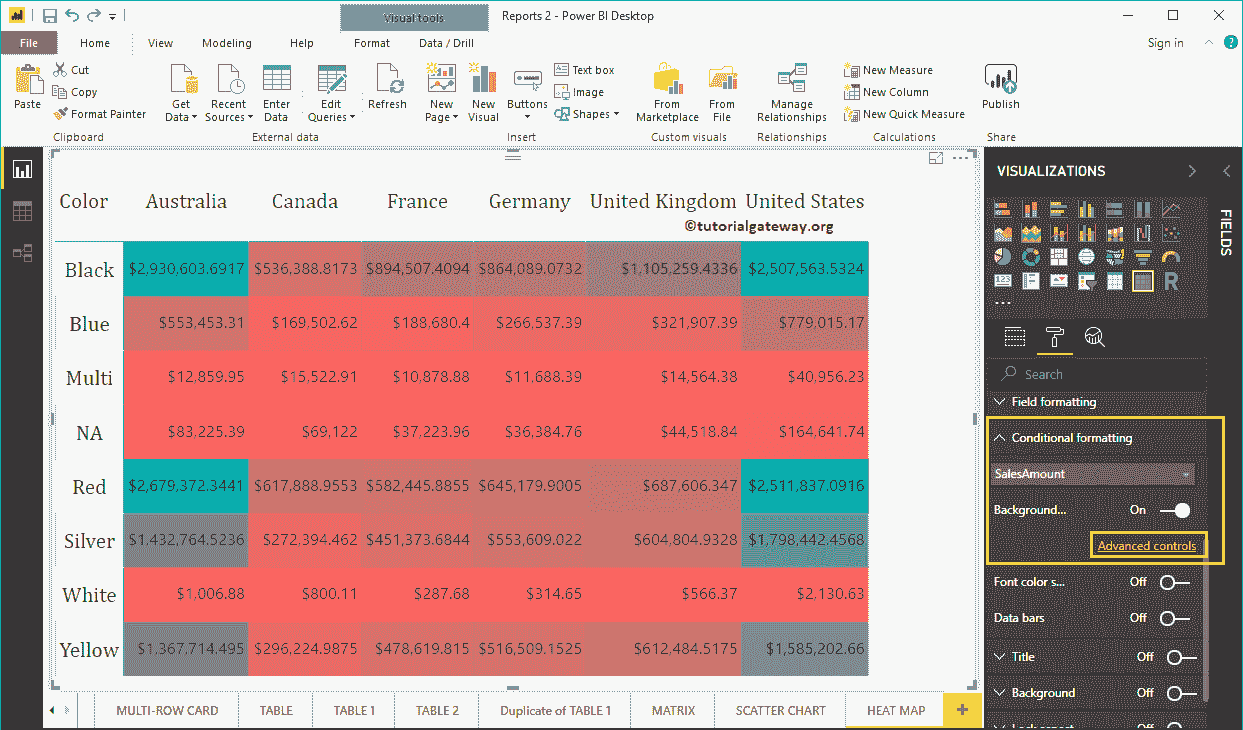 Visual tools
Reports 2 - Power BI Desktop
File Home View Modeling Help Format Data / Drill Sign in ?
Paste
Cut
Copy
Format Painter
Clipboard
Get Data
Recent Sources
Enter Data
Edit Queries
External data
Refresh
New Page
New Visual
Buttons
Text box
Image
Shapes
Insert
From Marketplace
From File
Custom visuals
Manage Relationships
Relationships
New Measure
New Column
New Quick Measure
Calculations
Publish
Share
Color Australia Canada France Germany United Kingdom United States
©tutorialgateway.org
Black $2,930,603.6917 $536,388.8173 $894,507.4094 $864,089.0732 $1,105,259.4336 $2,507,563.5324
Blue $553,453.31 $169,502.62 $188,680.4 $266,537.39 $321,907.39 $779,015.17
Multi $12,859.95 $15,522.91 $10,878.88 $11,688.39 $14,564.38 $40,956.23
NA $83,225.39 $69,122 $37,223.96 $36,384.76 $44,518.84 $164,641.74
Red $2,679,372.3441 $617,888.9553 $582,445.8855 $645,179.9005 $687,606.347 $2,511,837.0916
Silver $1,432,764.5236 $272,394.462 $451,373.6844 $553,609.022 $604,804.9328 $1,798,442.4568
White $1,006.88 $800.11 $287.68 $314.65 $566.37 $2,130.63
Yellow $1,367,714.495 $296,224.9875 $478,619.815 $516,509.1525 $612,484.5175 $1,585,202.66
VISUALIZATIONS
FIELDS
123
R
...
Search
Field formatting
Conditional formatting
SalesAmount
Background... On
Advanced controls
Font color s... Off
Data bars Off
Title Off
Background Off
Lock aspect Off
MULTI-ROW CARD TABLE TABLE 1 TABLE 2 Duplicate of TABLE 1 MATRIX SCATTER CHART HEAT MAP +